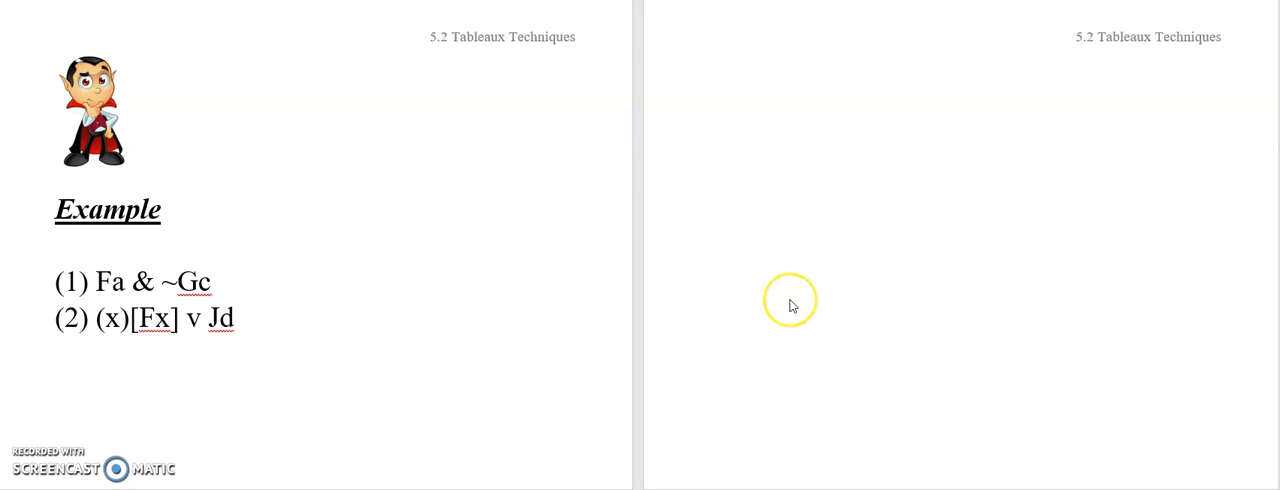 5.2 Tableaux Techniques
Example
(1) Fa & ~Gc
(2) (x)[Fx] v Jd
RECORDED WITH
SCREENCAST MATIC
5.2 Tableaux Techniques